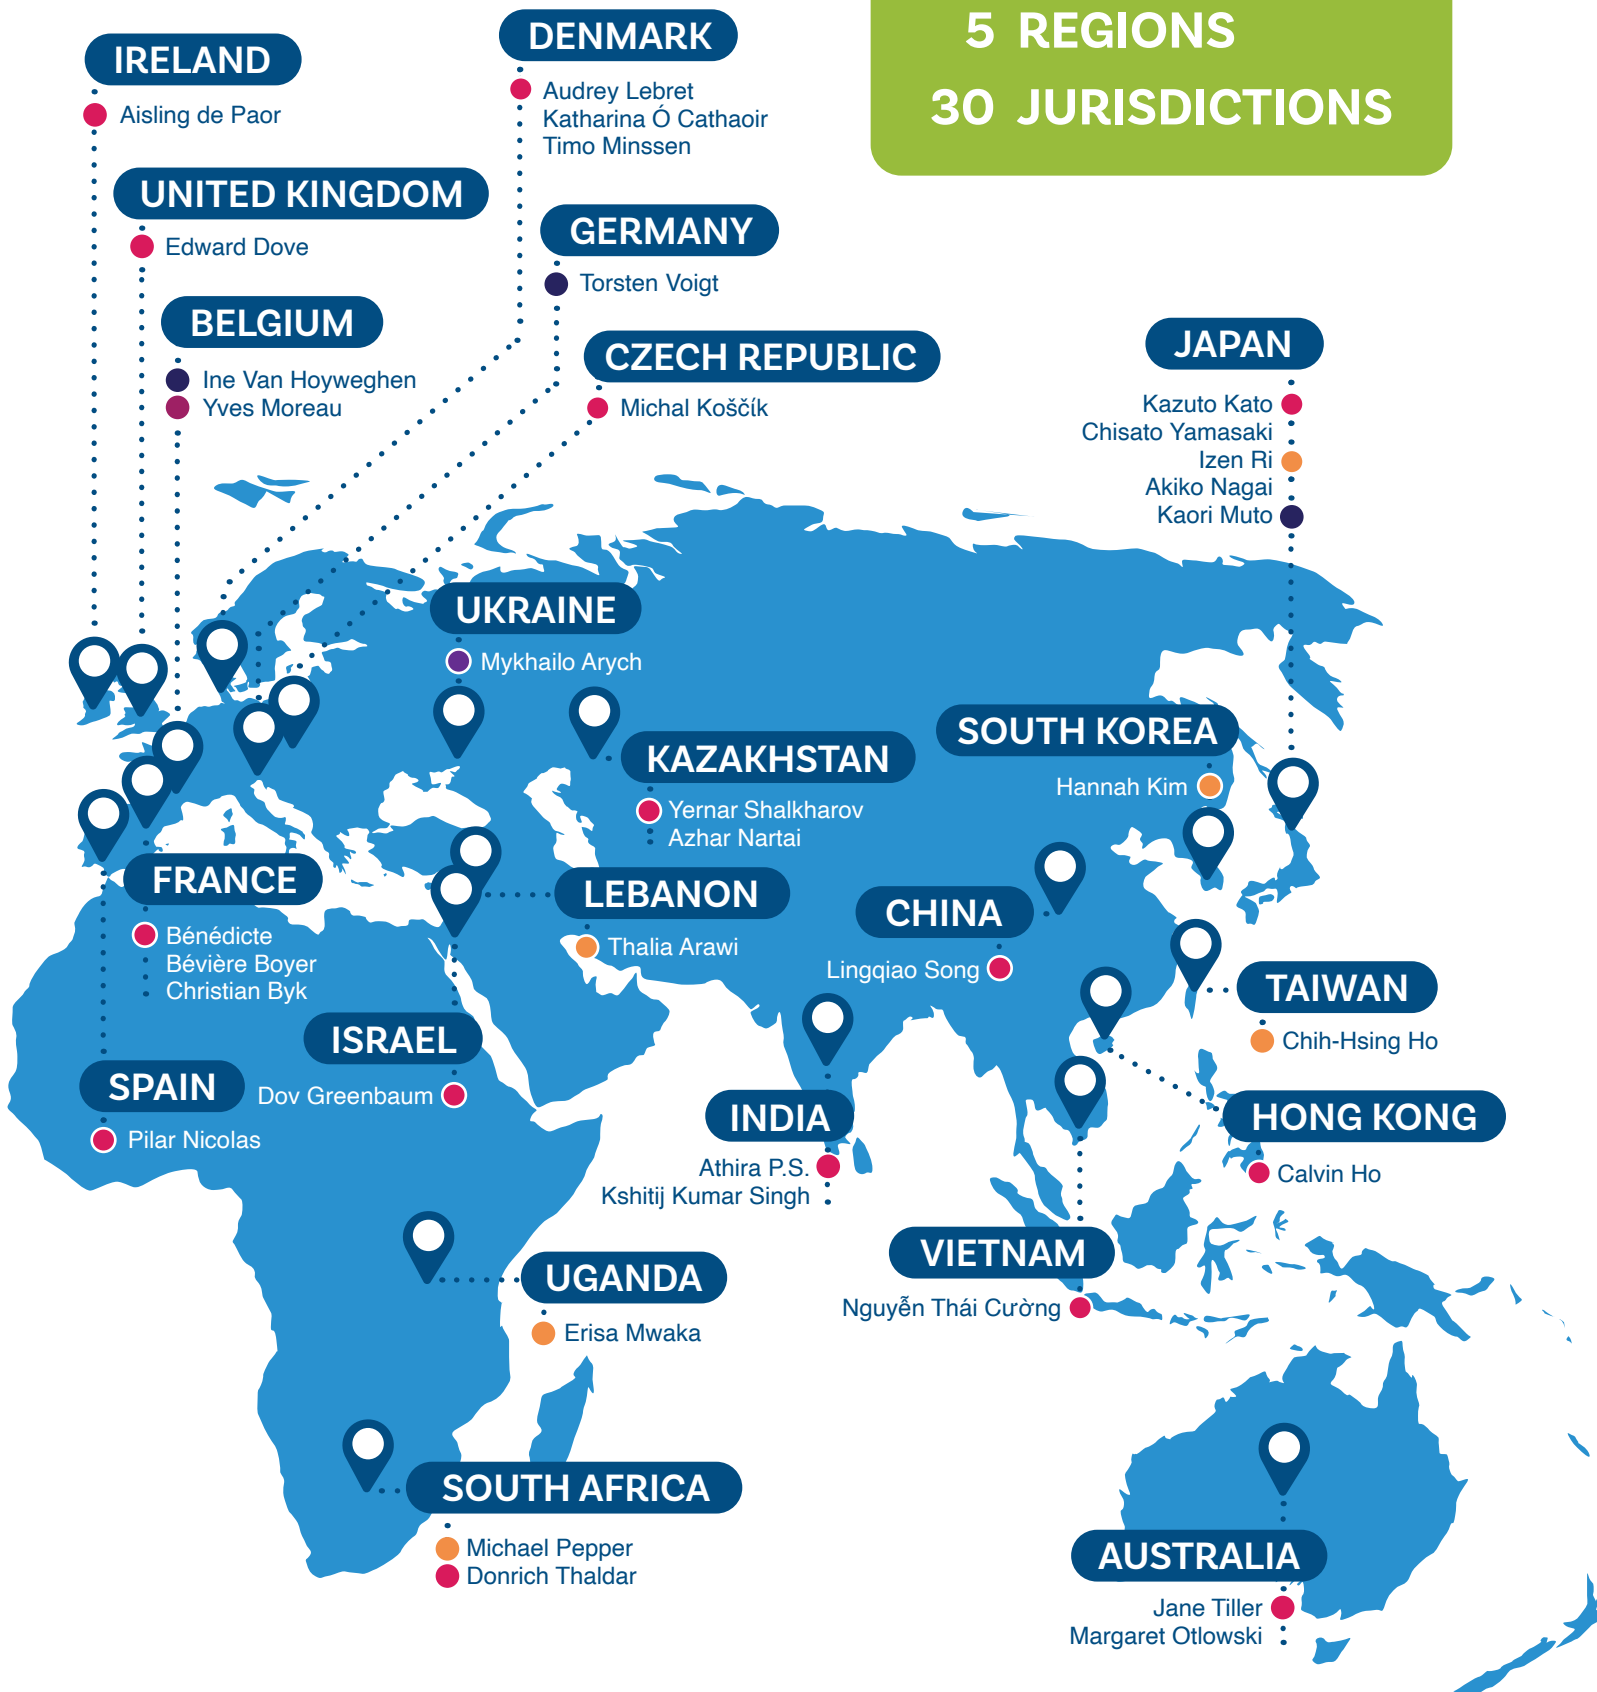 5 REGIONS
30 JURISDICTIONS
IRELAND
Aisling de Paor
DENMARK
Audrey Lebret
Katharina Ó Cathaoir
Timo Minssen
UNITED KINGDOM
Edward Dove
GERMANY
Torsten Voigt
BELGIUM
Ine Van Hoyweghen
Yves Moreau
CZECH REPUBLIC
Michal Koščík
JAPAN
Kazuto Kato
Chisato Yamasaki
Izen Ri
Akiko Nagai
Kaori Muto
UKRAINE
Mykhailo Arych
KAZAKHSTAN
Yernar Shalkharov
Azhar Nartai
SOUTH KOREA
Hannah Kim
FRANCE
Bénédicte
Bévière Boyer
Christian Byk
LEBANON
Thalia Arawi
CHINA
Lingqiao Song
TAIWAN
Chih-Hsing Ho
ISRAEL
Dov Greenbaum
SPAIN
Pilar Nicolas
INDIA
Athira P.S.
Kshitij Kumar Singh
HONG KONG
Calvin Ho
VIETNAM
Nguyễn Thái Cường
UGANDA
Erisa Mwaka
SOUTH AFRICA
Michael Pepper
Donrich Thaldar
AUSTRALIA
Jane Tiller
Margaret Otlowski